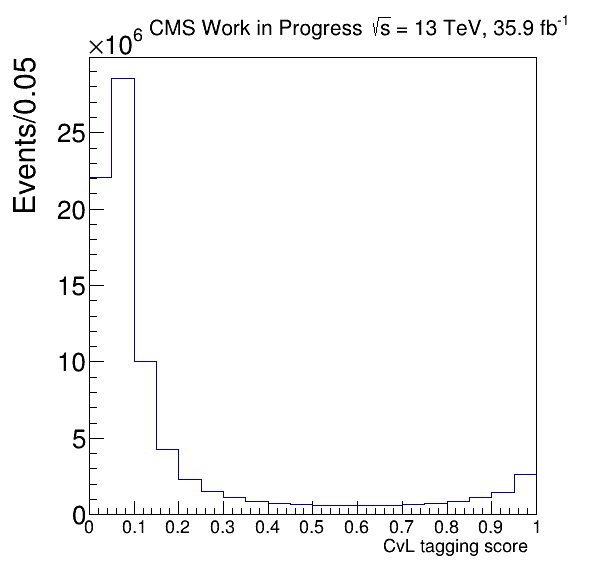 ×10⁶ CMS Work in Progress √s = 13 TeV, 35.9 fb⁻¹
Events/0.05
25
20
15
10
5
0
0 0.1 0.2 0.3 0.4 0.5 0.6 0.7 0.8 0.9 1
CvL tagging score